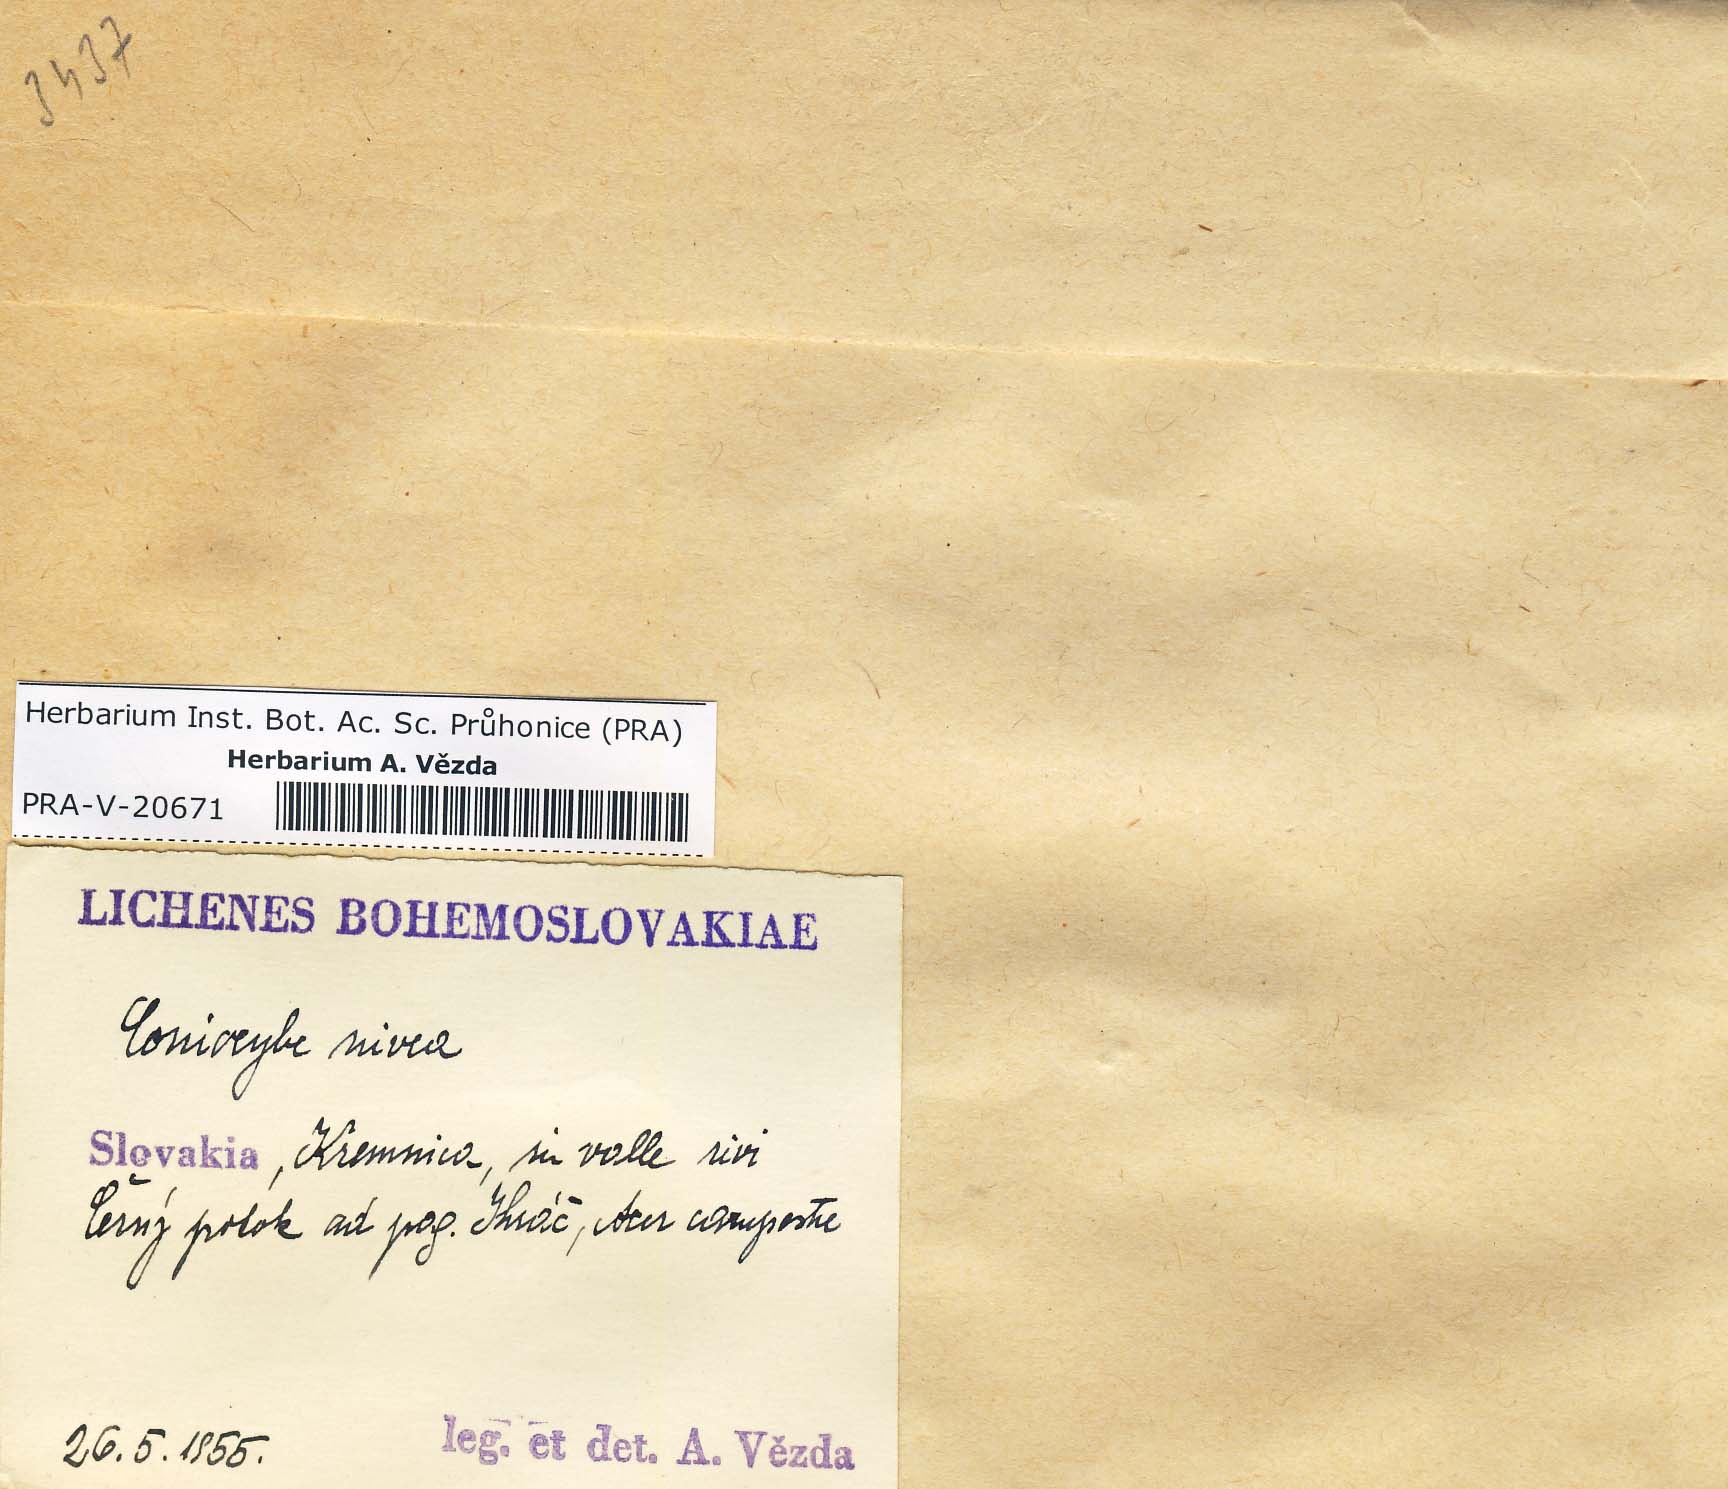 3437
Herbarium Inst. Bot. Ac. Sc. Průhonice (PRA)
Herbarium A. Vězda
PRA-V-20671
LICHENES BOHEMOSLOVAKIAE
Coniocybe nivea
Slovakia, Kremnica, in valle rivi
Černý potok ad pag. Ihráč, Acer campestre
26.5.1955.
leg. et det. A. Vězda